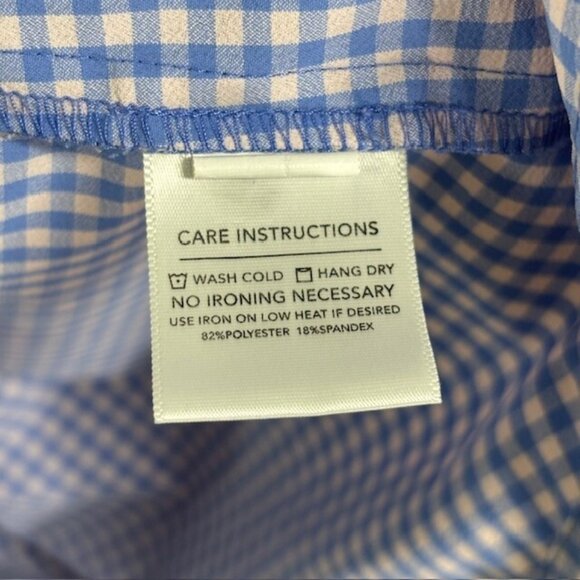 CARE INSTRUCTIONS
WASH COLD HANG DRY
NO IRONING NECESSARY
USE IRON ON LOW HEAT IF DESIRED
82%POLYESTER 18%SPANDEX